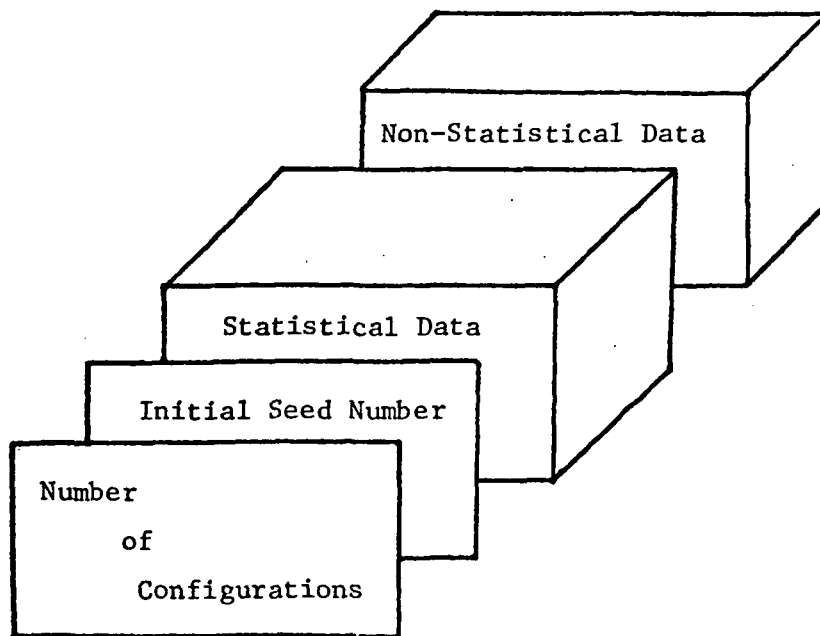 Non-Statistical Data
Statistical Data
Initial Seed Number
Number
of
Configurations